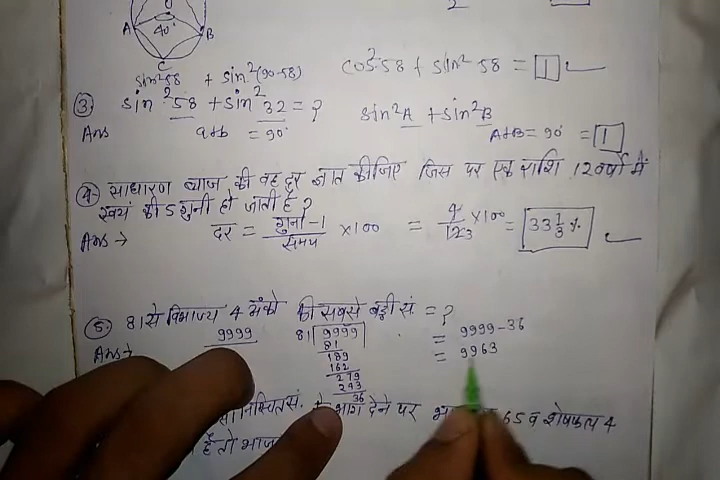 2
O
A 40° B
C
sin²58 + sin²(90-58)
cos²58 + sin²58 = 1
③ sin²58 + sin²32 = ?
sin²A + sin²B
Ans a+b = 90°
A+B = 90° = 1
④ साधारण ब्याज की वह दर ज्ञात कीजिए जिस पर एक राशि 12 वर्षो में
स्वयं की 5 गुनी हो जाती है ?
Ans → दर = गुना-1 / समय × 100 = 4 / 12 3 × 100 = 33 1/3 %
⑤ 81 से विभाज्य 4 अंको की सबसे बड़ी सं. = ?
Ans → 9999
81 9999
81
189
162
279
243
36
= 9999-36
= 9963
निश्चित सं. भाग देने पर 65 व शेषफल 4
है तो